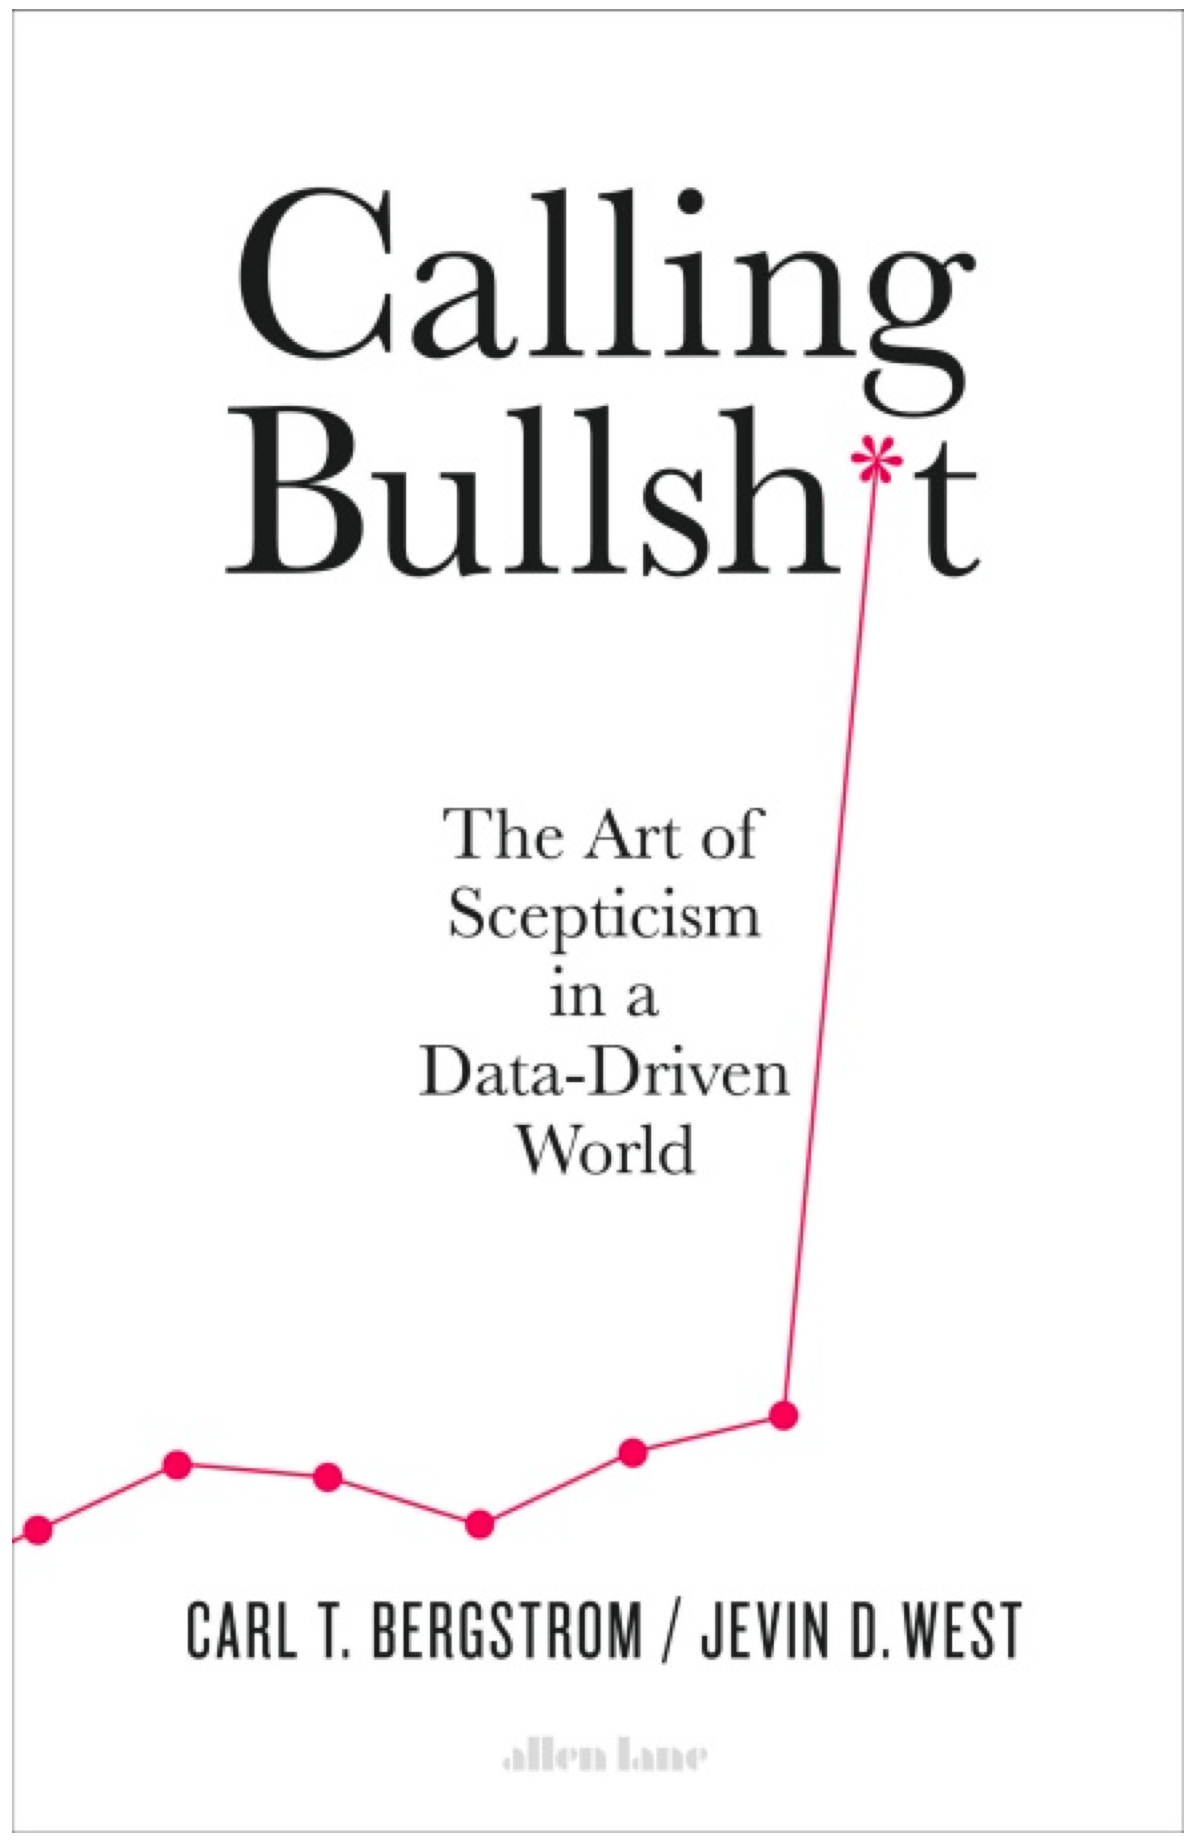 Calling
Bullsh*t
The Art of
Scepticism
in a
Data-Driven
World
CARL T. BERGSTROM / JEVIN D. WEST
allen lane